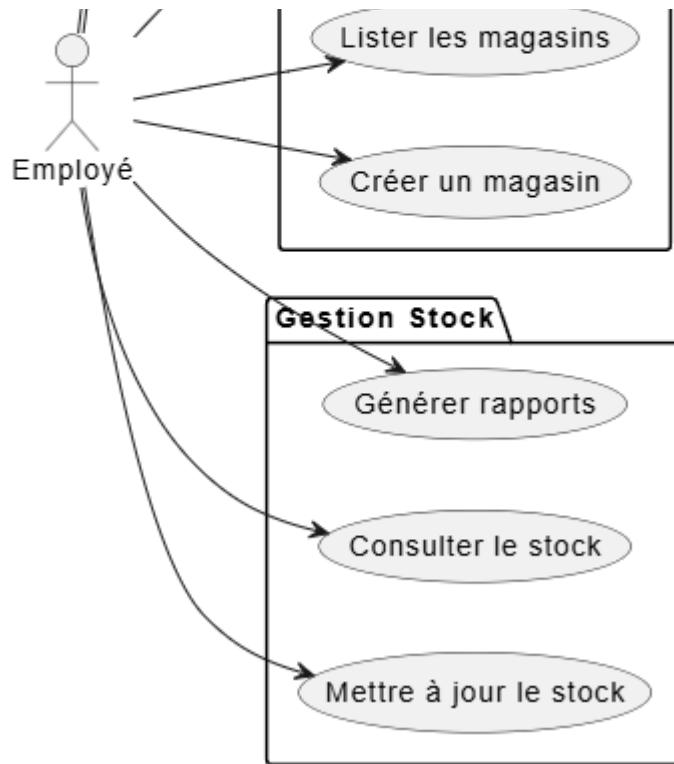 Lister les magasins
Employé
Créer un magasin
Gestion Stock
Générer rapports
Consulter le stock
Mettre à jour le stock